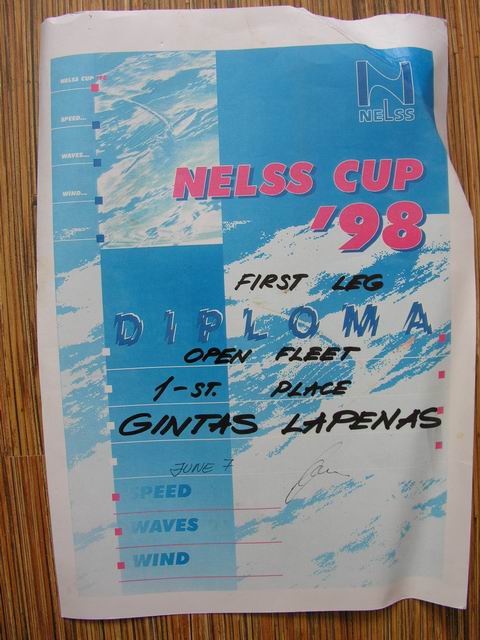 NELSS CUP '98
SPEED...
WAVES...
WIND...
NELSS
NELSS CUP
'98
FIRST LEG
DIPLOMA
OPEN FLEET
1-ST. PLACE
GINTAS LAPENAS
JUNE 7
SPEED
WAVES
WIND